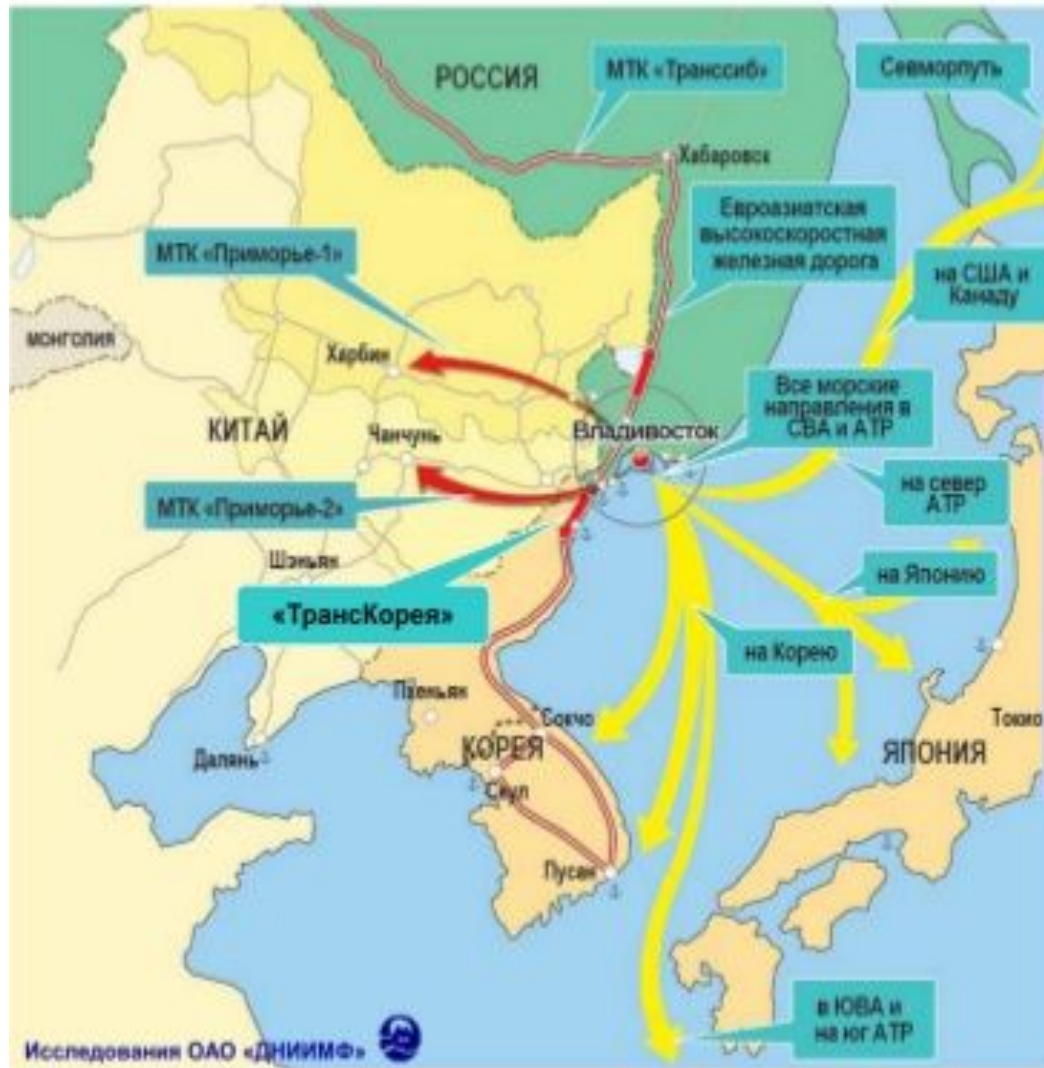 РОССИЯ
МТК «Транссиб»
Севморпуть
Хабаровск
Евроазиатская
высокоскоростная
железная дорога
МТК «Приморье-1»
на США и
Канаду
МОНГОЛИЯ
Харбин
Все морские
направления в
СВА и АТР
КИТАЙ
Чанчунь
Владивосток
на север
АТР
МТК «Приморье-2»
Шэньян
на Японию
«ТрансКорея»
на Корею
Пхеньян
Сокчо
Токио
КОРЕЯ
ЯПОНИЯ
Далянь
Сеул
Пусан
в ЮВА и
на юг АТР
Исследования ОАО «ДНИИМФ»